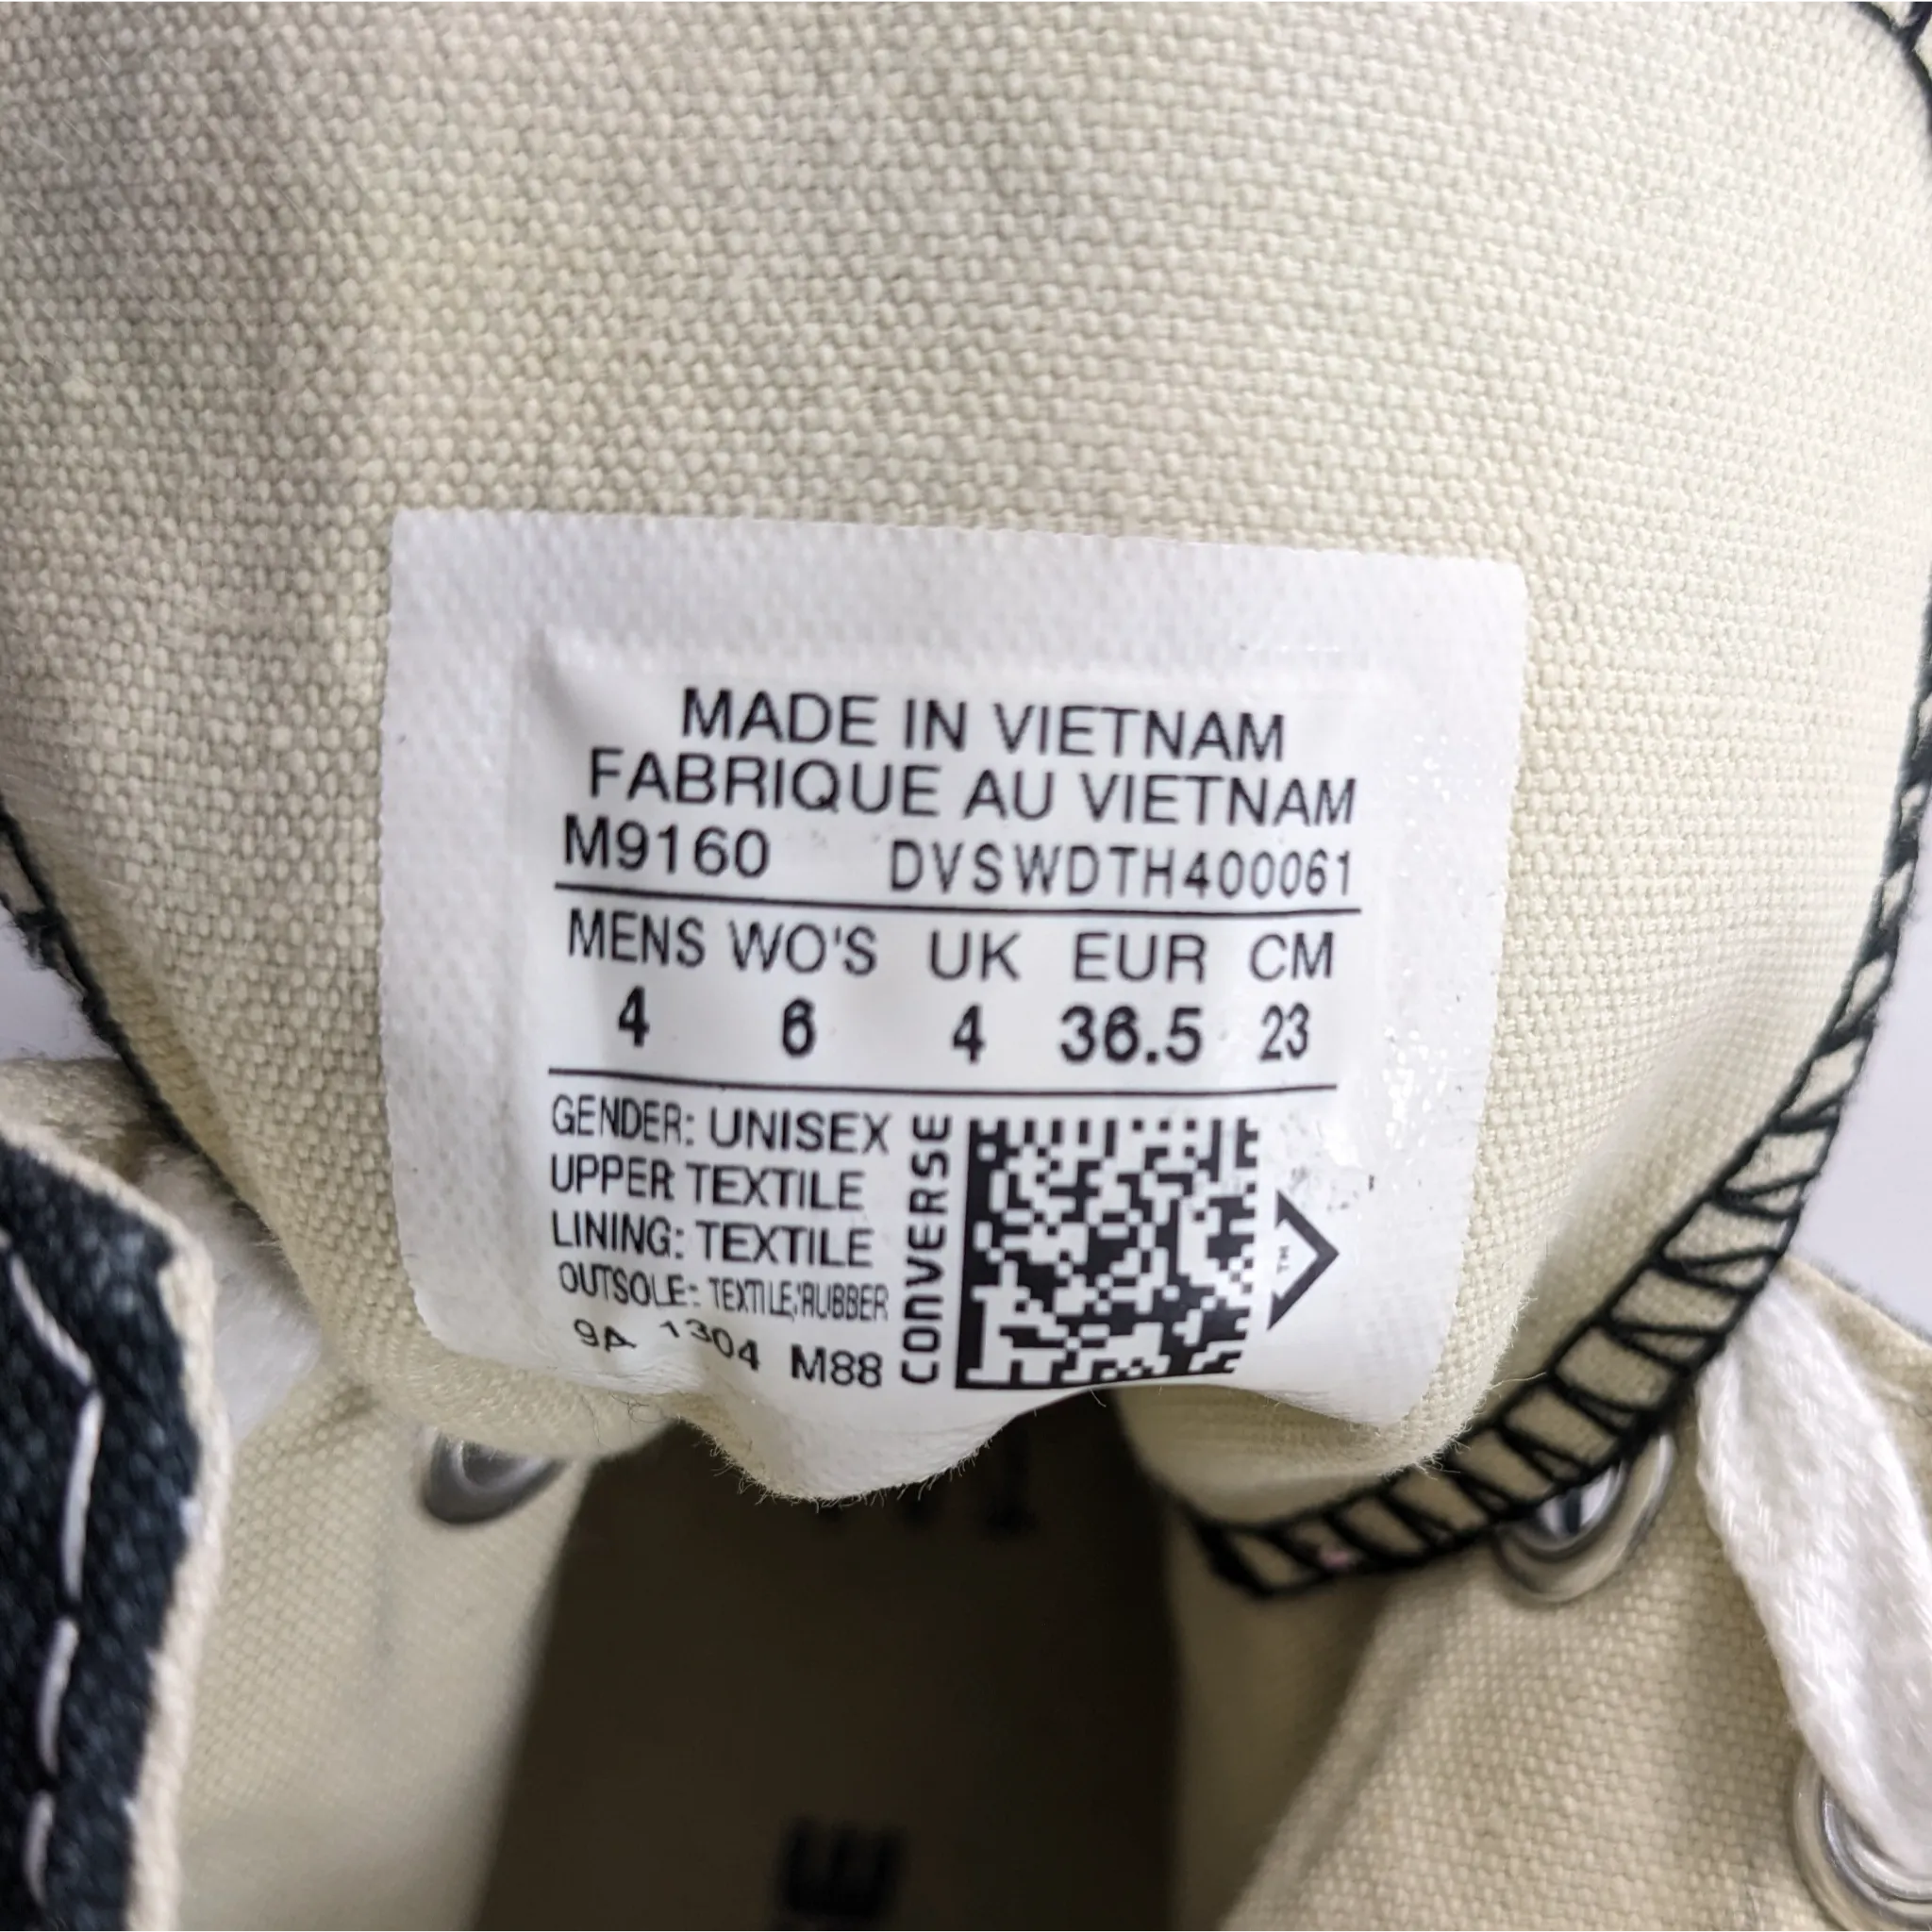 MADE IN VIETNAM
FABRIQUE AU VIETNAM
M9160 DVSWDTH400061
MENS WO'S UK EUR CM
4 6 4 36.5 23
GENDER: UNISEX
UPPER TEXTILE
LINING: TEXTILE
OUTSOLE: TEXTILE/RUBBER
9A 1304 M88
CONVERSE
TM